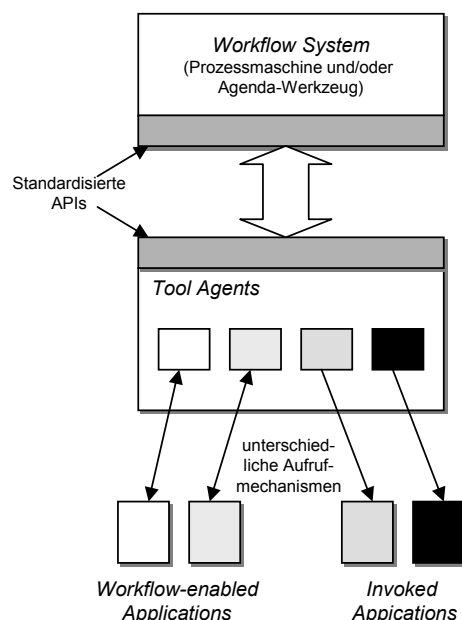 Workflow System
(Prozessmaschine und/oder
Agenda-Werkzeug)
Standardisierte
APIs
Tool Agents
unterschied-
liche Aufruf-
mechanismen
Workflow-enabled
Applications
Invoked
Appications